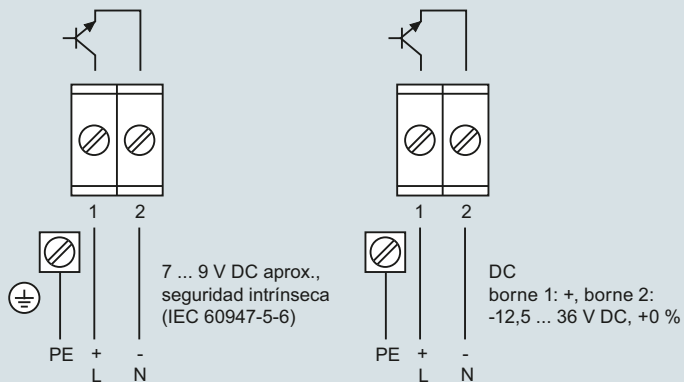 1 2
7 ... 9 V DC aprox.,
seguridad intrínseca
(IEC 60947-5-6)
PE + -
L N
1 2
DC
borne 1: +, borne 2:
-12,5 ... 36 V DC, +0 %
PE + -
L N